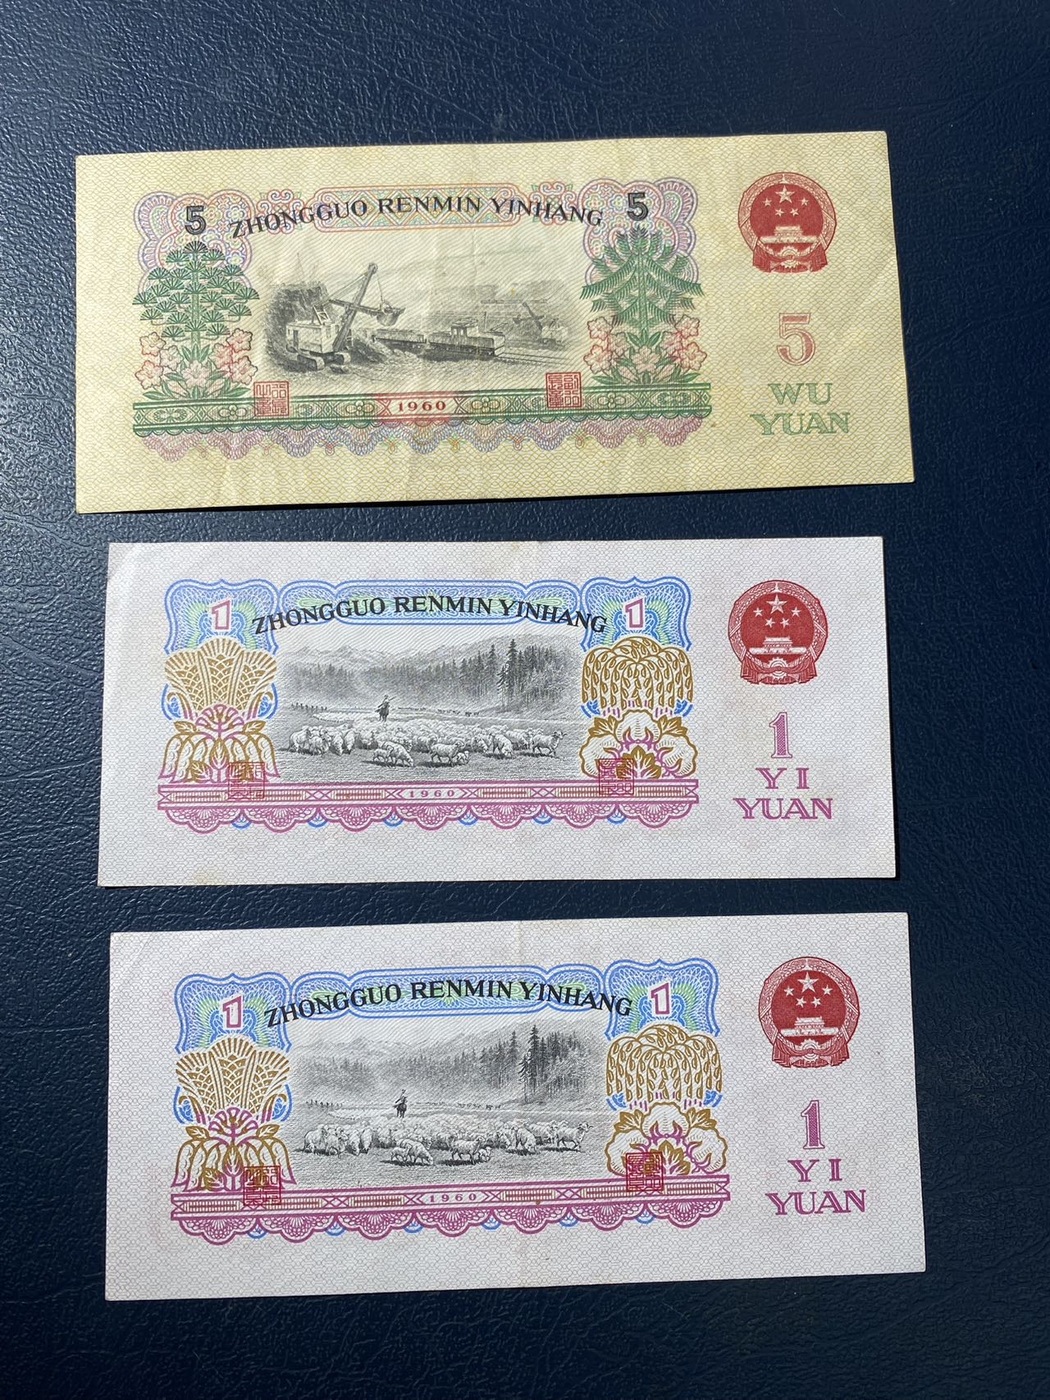 5 ZHONGGUO RENMIN YINHANG 5
1960
5
WU
YUAN
1 ZHONGGUO RENMIN YINHANG 1
1960
1
YI
YUAN
1 ZHONGGUO RENMIN YINHANG 1
1960
1
YI
YUAN